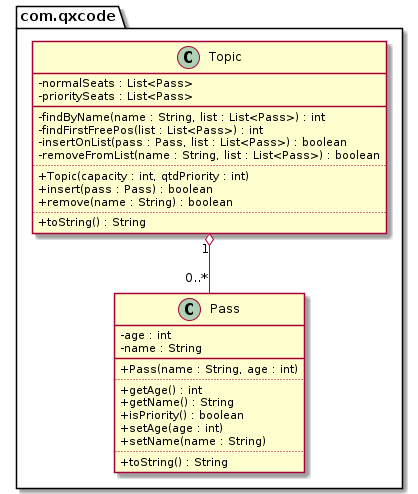 com.qxcode
C Topic
-normalSeats : List<Pass>
-prioritySeats : List<Pass>
-findByName(name : String, list : List<Pass>) : int
-findFirstFreePos(list : List<Pass>) : int
-insertOnList(pass : Pass, list : List<Pass>) : boolean
-removeFromList(name : String, list : List<Pass>) : boolean
+Topic(capacity : int, qtdPriority : int)
+insert(pass : Pass) : boolean
+remove(name : String) : boolean
+toString() : String
1
0..*
C Pass
-age : int
-name : String
+Pass(name : String, age : int)
+getAge() : int
+getName() : String
+isPriority() : boolean
+setAge(age : int)
+setName(name : String)
+toString() : String